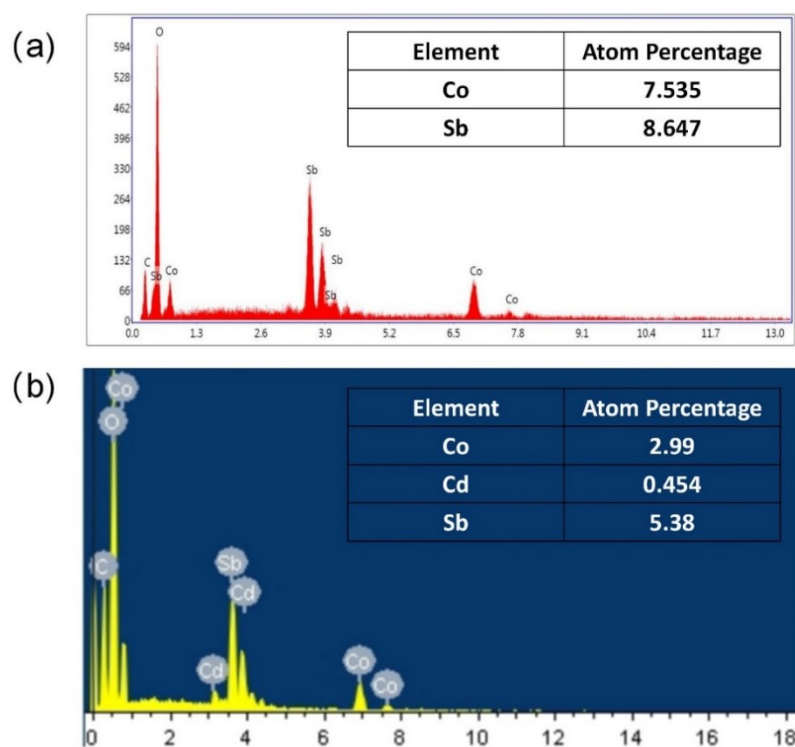 (a)
O
594
528
462
396
330
264
198
132
66
0
C
Sb
Co
Sb
Sb
Sb
Sb
Co
Co
0.0 1.3 2.6 3.9 5.2 6.5 7.8 9.1 10.4 11.7 13.0
Element Atom Percentage
Co 7.535
Sb 8.647
(b)
Co
O
C
Sb
Cd
Cd
Co
Co
0 2 4 6 8 10 12 14 16 18
Element Atom Percentage
Co 2.99
Cd 0.454
Sb 5.38